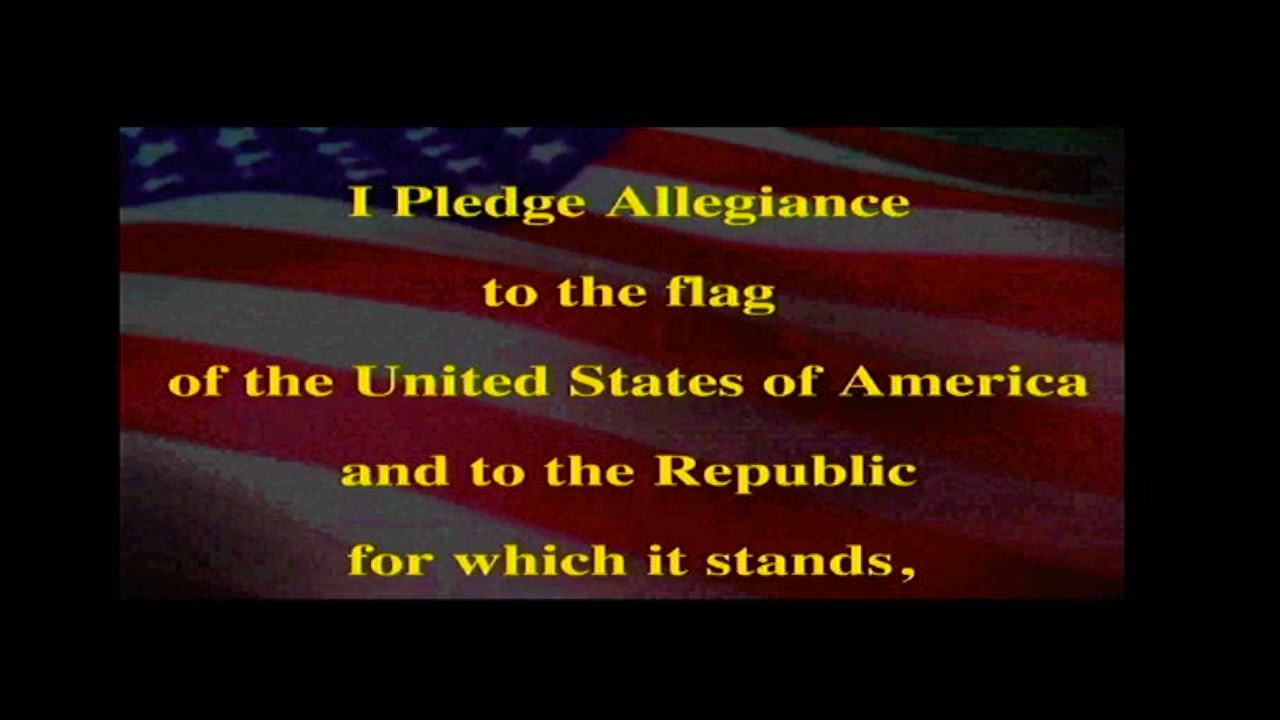 I Pledge Allegiance
to the flag
of the United States of America
and to the Republic
for which it stands,